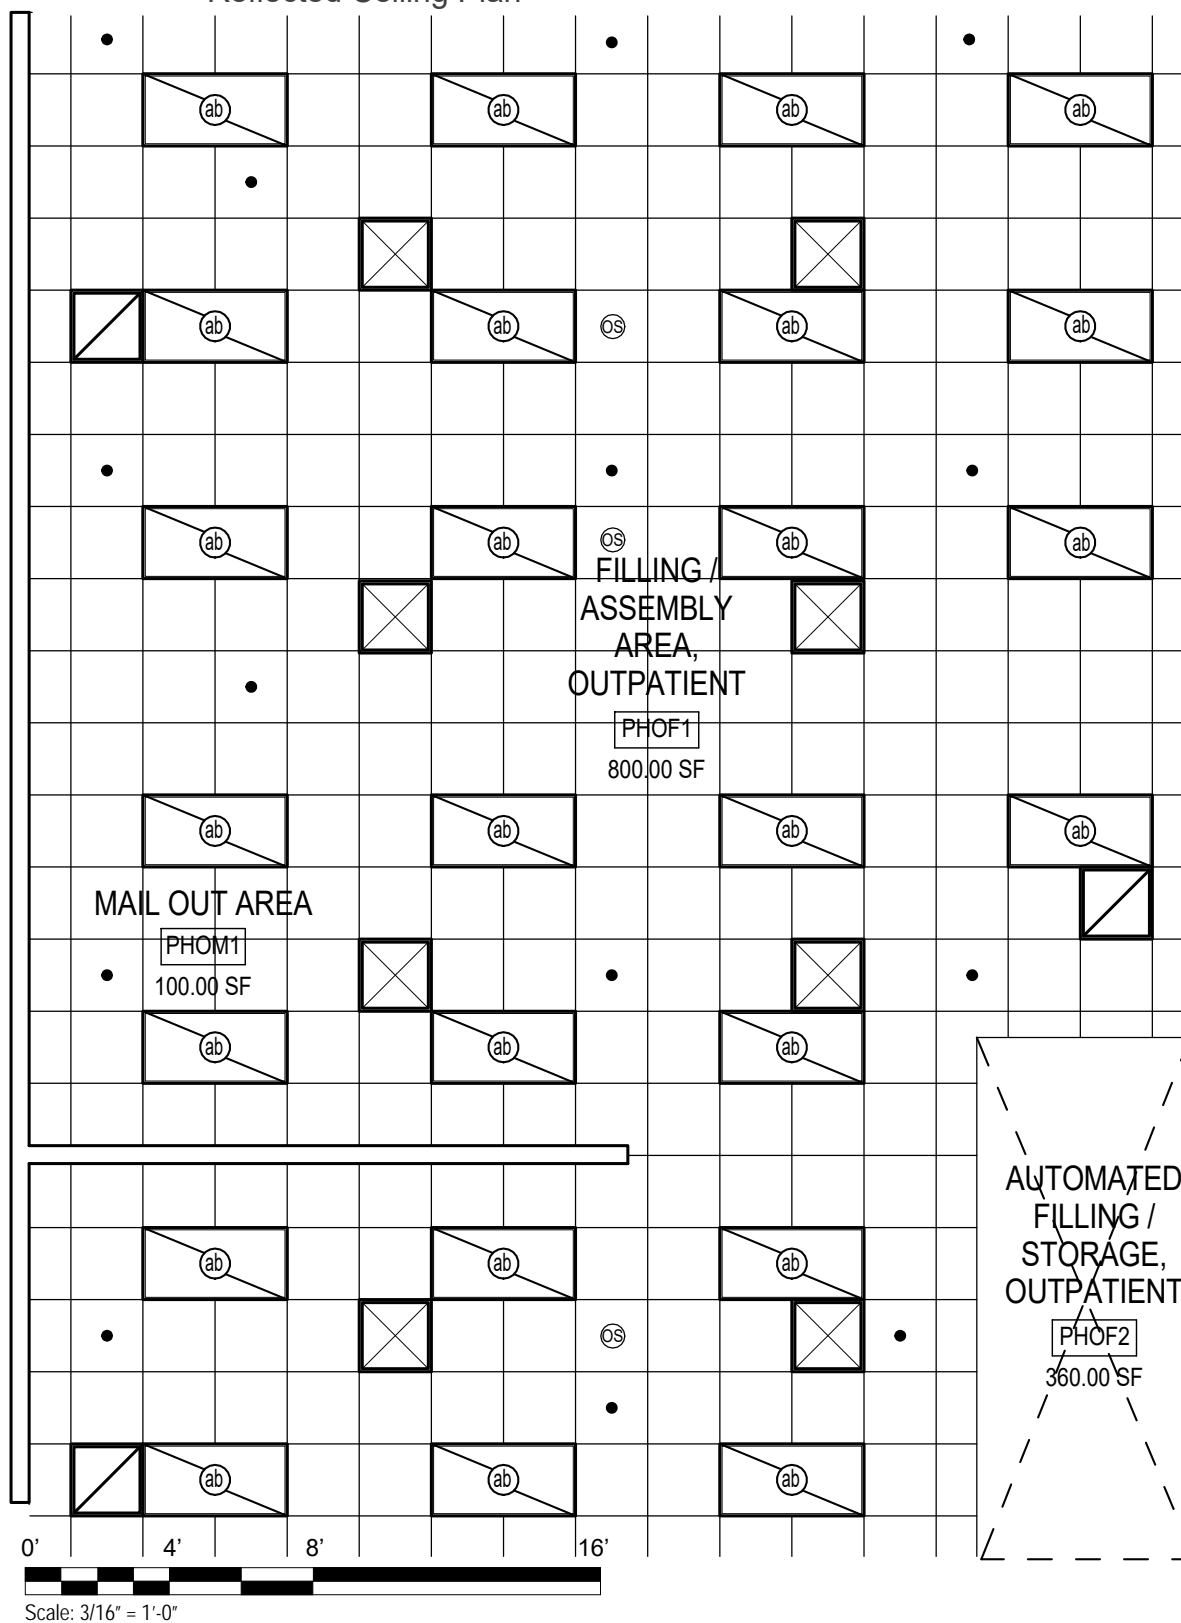 Reflected Ceiling Plan
ab ab ab ab
ab ab OS ab ab
ab ab OS ab ab
FILLING /
ASSEMBLY
AREA,
OUTPATIENT
PHOF1
800.00 SF
ab ab ab ab
MAIL OUT AREA
PHOM1
100.00 SF
ab ab ab
AUTOMATED
FILLING /
STORAGE,
OUTPATIENT
PHOF2
360.00 SF
ab ab ab
OS
ab ab ab
0' 4' 8' 16'
Scale: 3/16" = 1'-0"